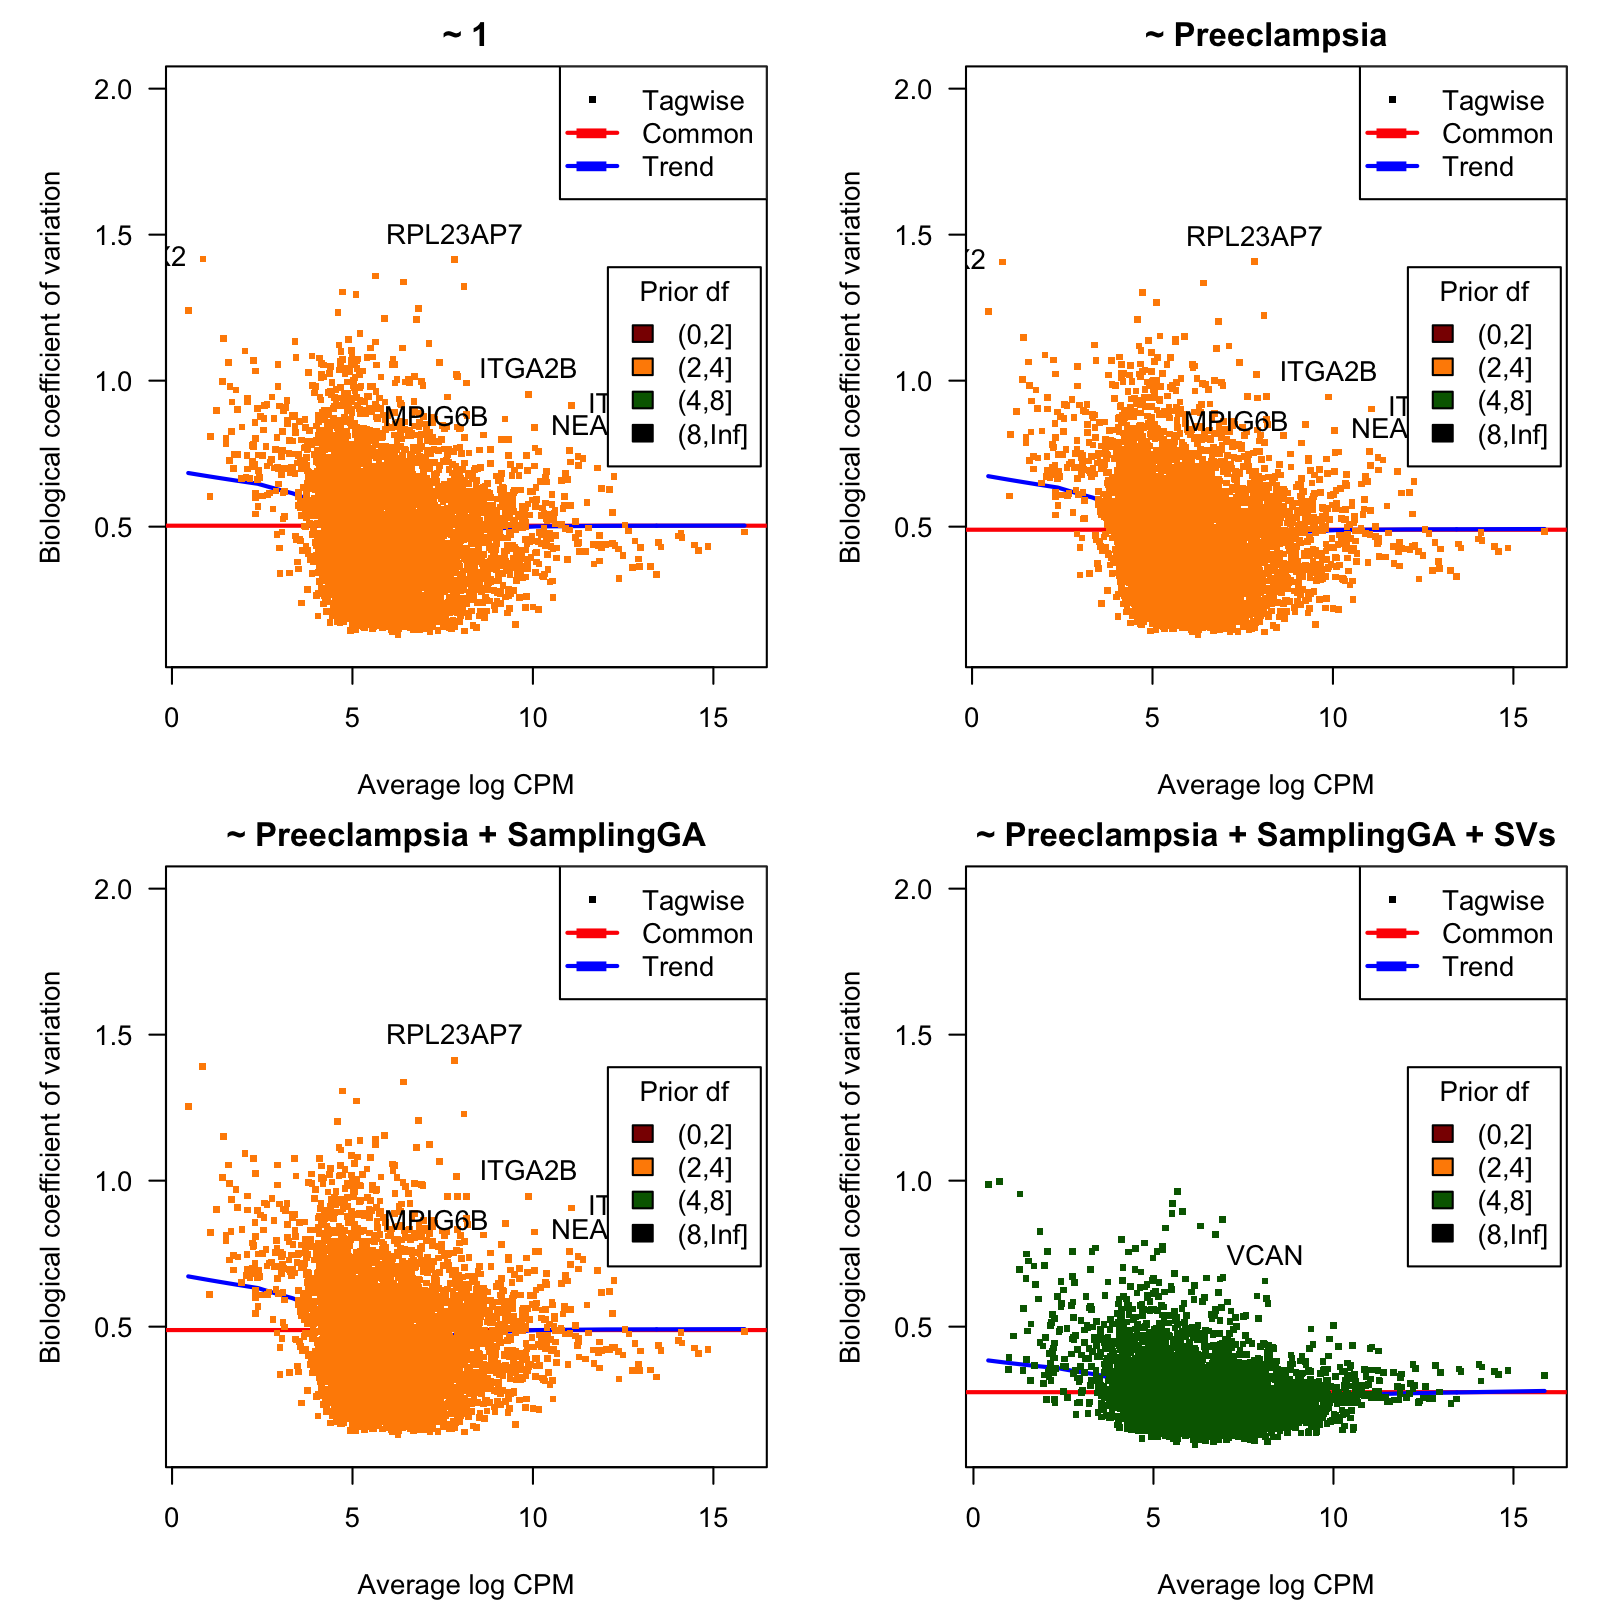 ~ 1
2.0
1.5
1.0
0.5
Biological coefficient of variation
Tagwise
Common
Trend
RPL23AP7
ITGA2B
MPIG6B
IT
NEA
Prior df
(0,2]
(2,4]
(4,8]
(8,Inf]
0 5 10 15
Average log CPM
~ Preeclampsia
2.0
1.5
1.0
0.5
Biological coefficient of variation
Tagwise
Common
Trend
RPL23AP7
ITGA2B
MPIG6B
IT
NEA
Prior df
(0,2]
(2,4]
(4,8]
(8,Inf]
0 5 10 15
Average log CPM
~ Preeclampsia + SamplingGA
2.0
1.5
1.0
0.5
Biological coefficient of variation
Tagwise
Common
Trend
RPL23AP7
ITGA2B
MPIG6B
IT
NEA
Prior df
(0,2]
(2,4]
(4,8]
(8,Inf]
0 5 10 15
Average log CPM
~ Preeclampsia + SamplingGA + SVs
2.0
1.5
1.0
0.5
Biological coefficient of variation
Tagwise
Common
Trend
VCAN
Prior df
(0,2]
(2,4]
(4,8]
(8,Inf]
0 5 10 15
Average log CPM